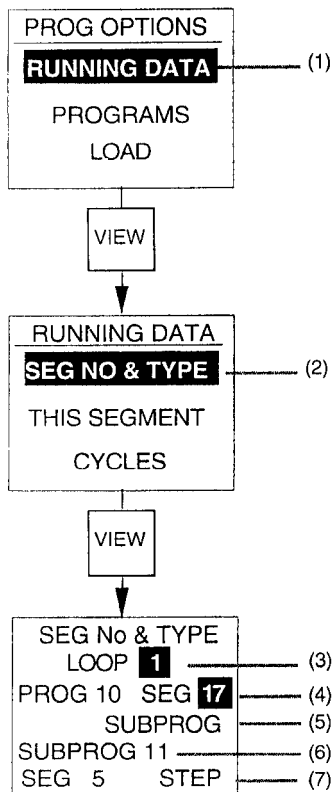 PROG OPTIONS
RUNNING DATA (1)
PROGRAMS
LOAD
VIEW
RUNNING DATA
SEG NO & TYPE (2)
THIS SEGMENT
CYCLES
VIEW
SEG No & TYPE
LOOP 1 (3)
PROG 10 SEG 17 (4)
SUBPROG (5)
SUBPROG 11 (6)
SEG 5 STEP (7)